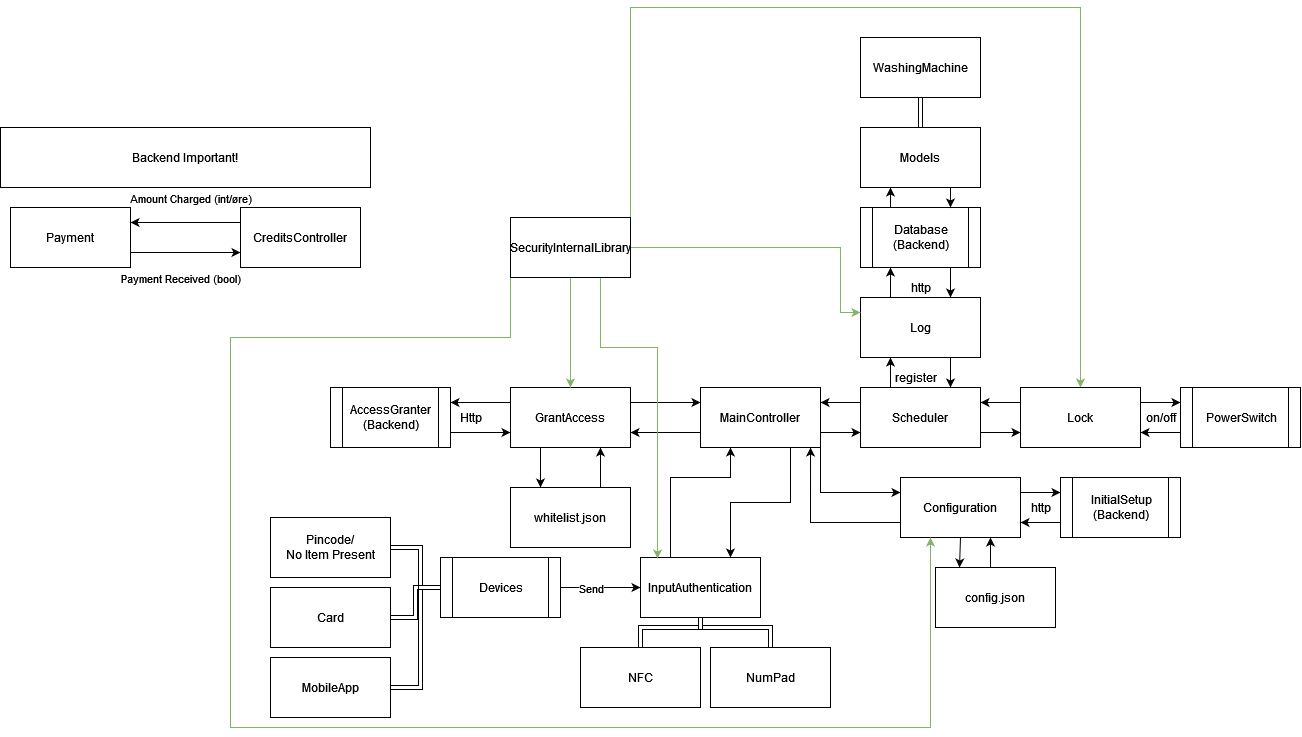 WashingMachine
Backend Important!
Models
Amount Charged (int/øre)
Payment
CreditsController
Payment Received (bool)
SecurityInternalLibrary
Database
(Backend)
http
Log
register
AccessGranter
(Backend)
Http
GrantAccess
MainController
Scheduler
Lock
on/off
PowerSwitch
whitelist.json
Configuration
http
InitialSetup
(Backend)
Pincode/
No Item Present
Card
MobileApp
Devices
Send
InputAuthentication
config.json
NFC
NumPad